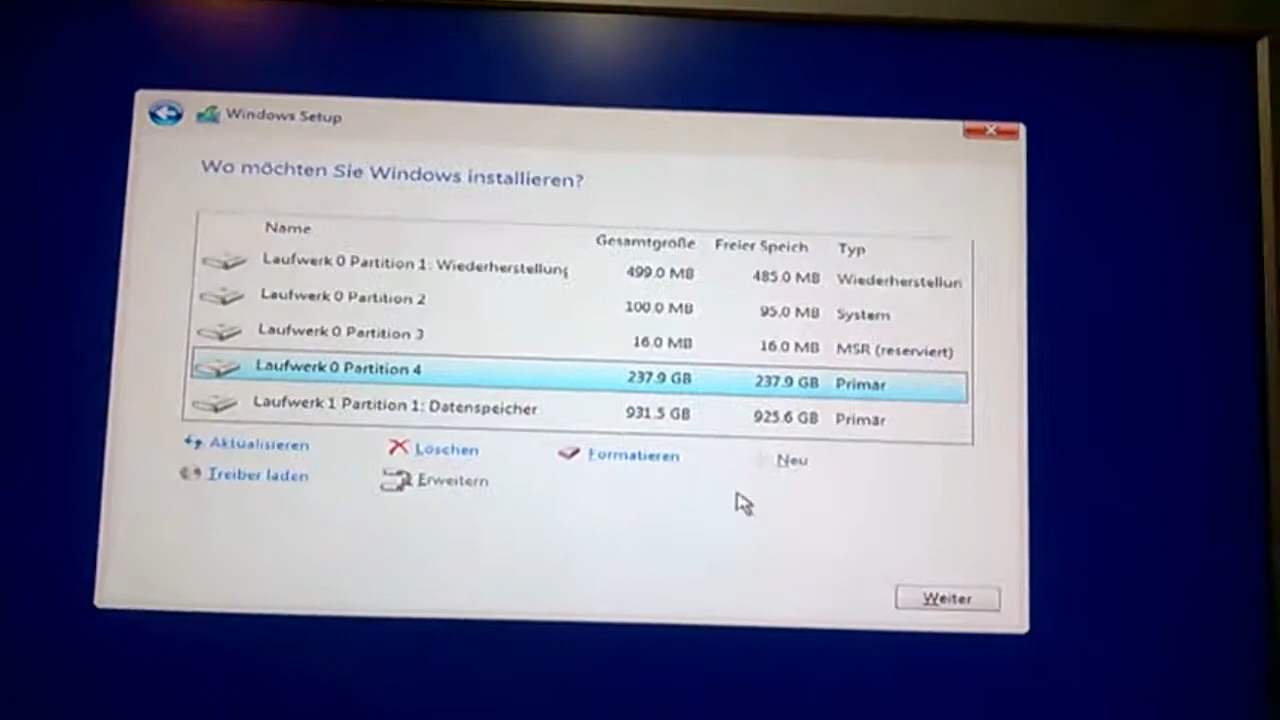 Windows Setup
Wo möchten Sie Windows installieren?
Name Gesamtgröße Freier Speich Typ
Laufwerk 0 Partition 1: Wiederherstellung 499.0 MB 485.0 MB Wiederherstellun
Laufwerk 0 Partition 2 100.0 MB 95.0 MB System
Laufwerk 0 Partition 3 16.0 MB 16.0 MB MSR (reserviert)
Laufwerk 0 Partition 4 237.9 GB 237.9 GB Primär
Laufwerk 1 Partition 1: Datenspeicher 931.5 GB 925.6 GB Primär
Aktualisieren Löschen Formatieren Neu
Treiber laden Erweitern
Weiter